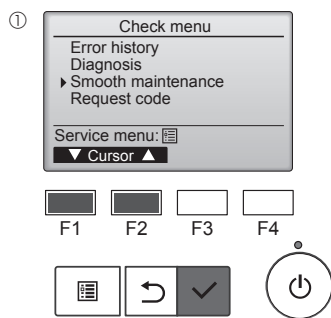 ①
Check menu
Error history
Diagnosis
Smooth maintenance
Request code
Service menu:
▼ Cursor ▲
F1 F2 F3 F4